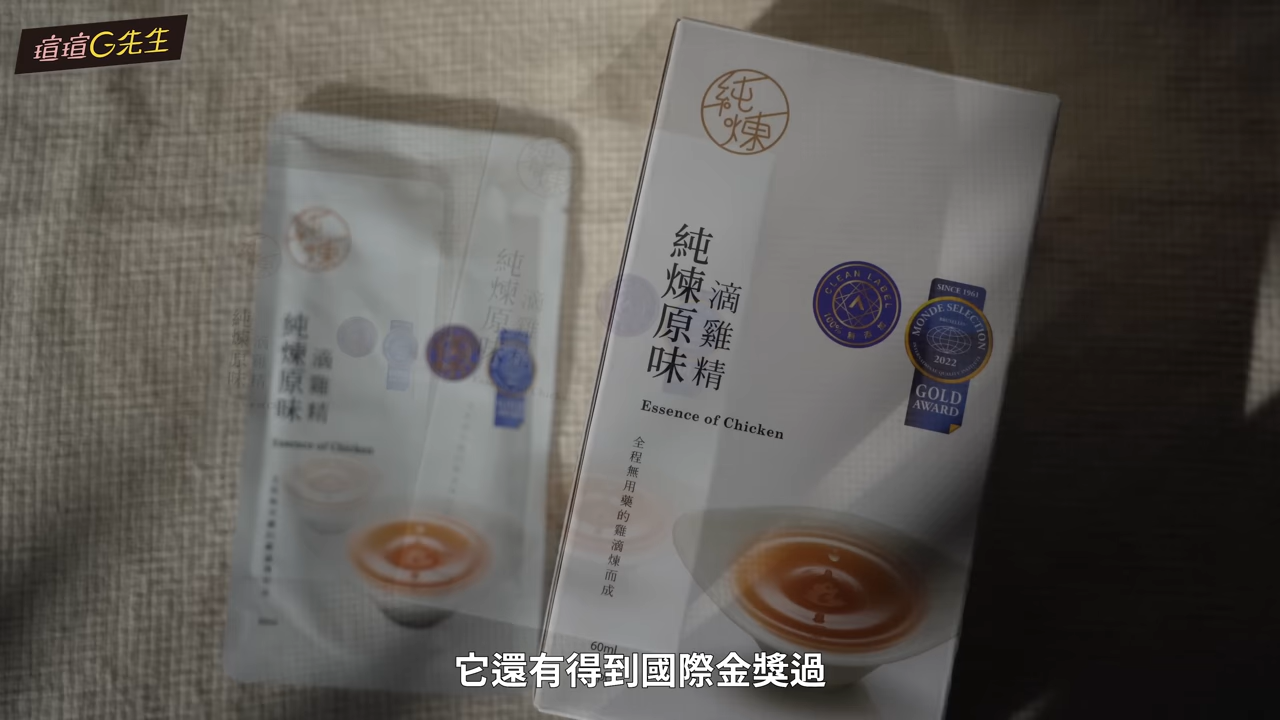 瑄瑄G先生
純煉
純煉原味
滴雞精
Essence of Chicken
全程無用藥的雞滴煉而成
60ml
CLEAN LABEL
100%
SINCE 1961
MONDE SELECTION
2022
GOLD
AWARD
純煉原味
滴雞精
Essence of Chicken
它還有得到國際金獎過